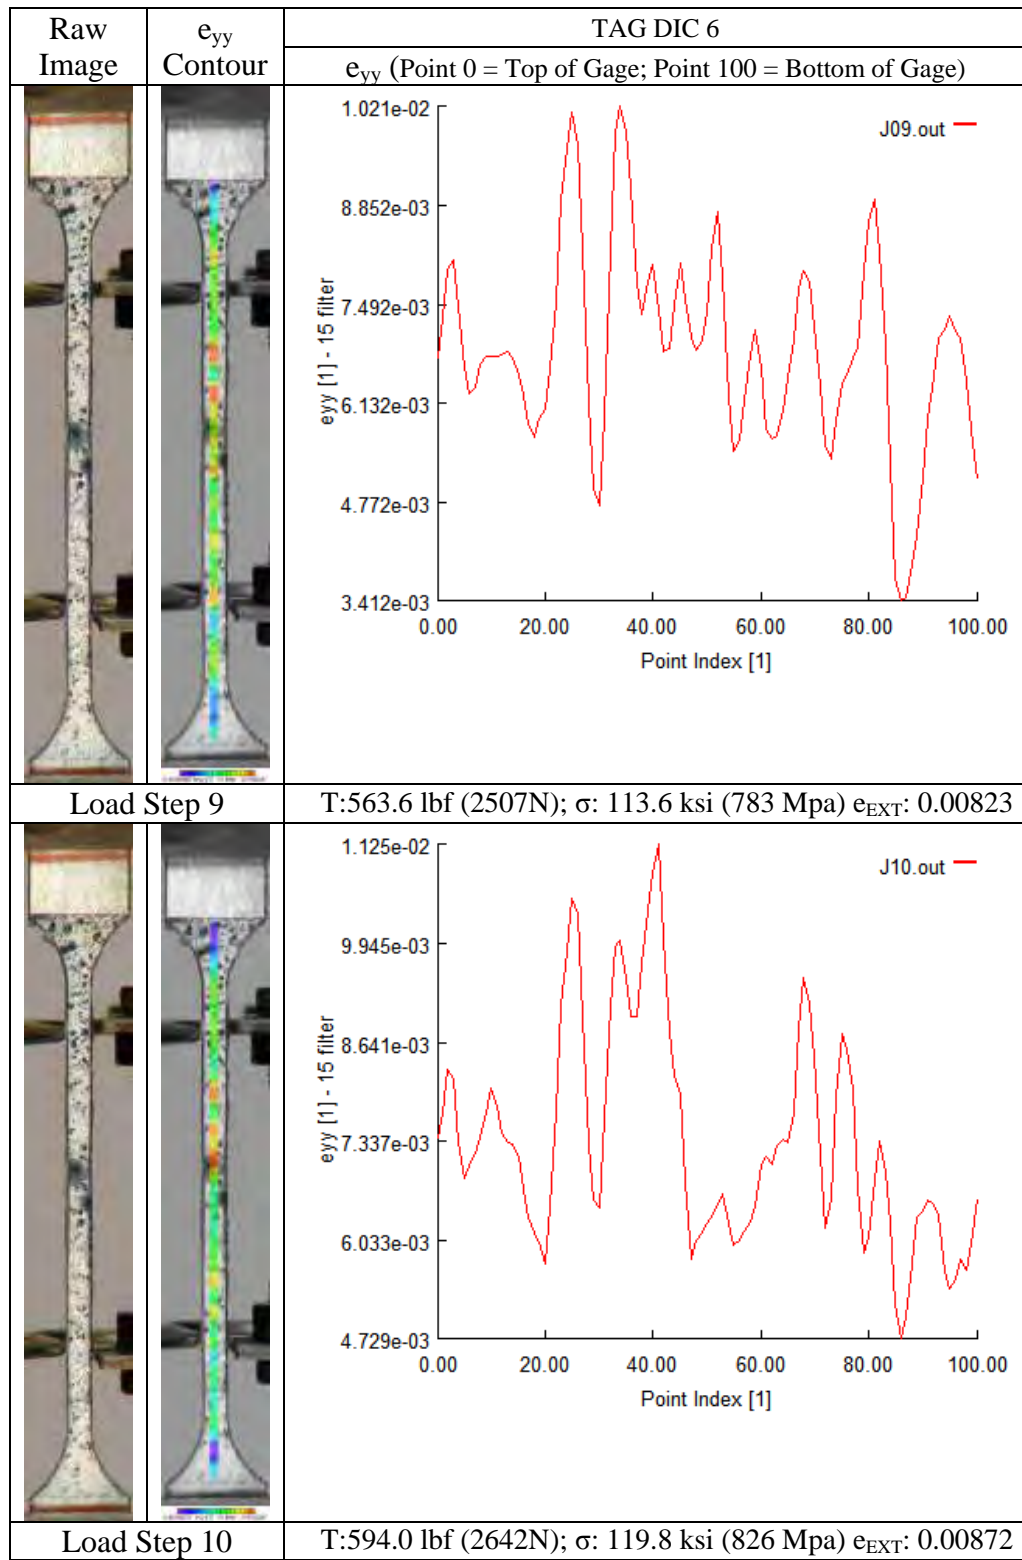 Raw Image
e_yy Contour
TAG DIC 6
e_yy (Point 0 = Top of Gage; Point 100 = Bottom of Gage)
1.021e-02
8.852e-03
7.492e-03
6.132e-03
4.772e-03
3.412e-03
eyy [1] - 15 filter
J09.out
0.00 20.00 40.00 60.00 80.00 100.00
Point Index [1]
Load Step 9
T:563.6 lbf (2507N); σ: 113.6 ksi (783 Mpa) e_EXT: 0.00823
1.125e-02
9.945e-03
8.641e-03
7.337e-03
6.033e-03
4.729e-03
eyy [1] - 15 filter
J10.out
0.00 20.00 40.00 60.00 80.00 100.00
Point Index [1]
Load Step 10
T:594.0 lbf (2642N); σ: 119.8 ksi (826 Mpa) e_EXT: 0.00872